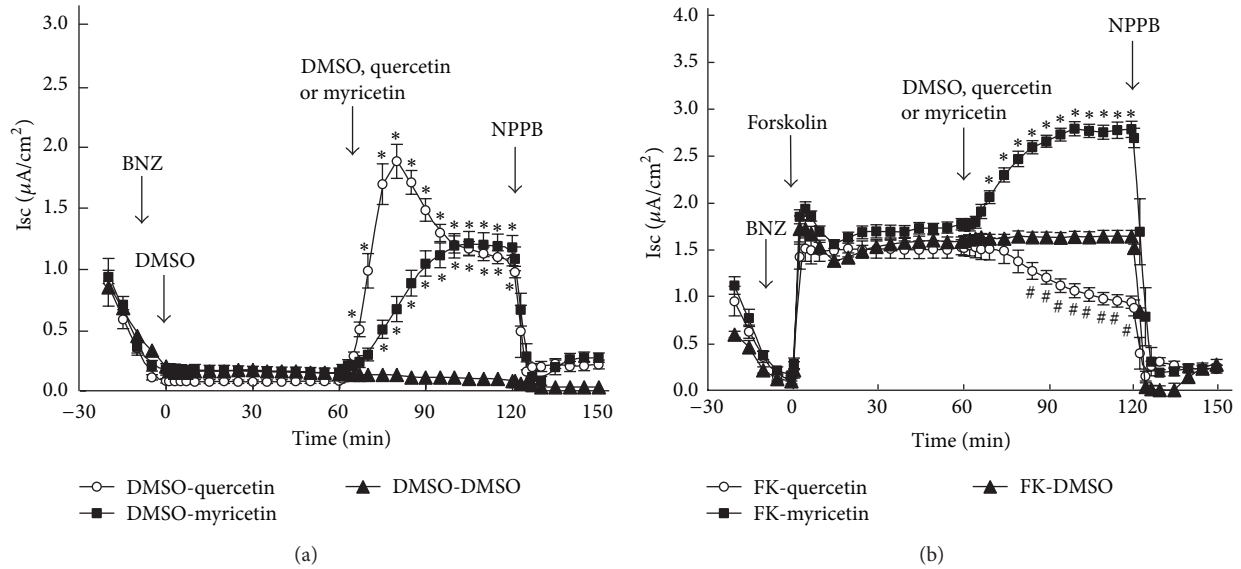 3.0
2.5
2.0
1.5
1.0
0.5
0.0
Isc (μA/cm²)
BNZ
DMSO
DMSO, quercetin
or myricetin
NPPB
* * * * * * * * * * * *
* * * * * * * * * *
−30 0 30 60 90 120 150
Time (min)
DMSO-quercetin
DMSO-myricetin
DMSO-DMSO
(a)
4.0
3.5
3.0
2.5
2.0
1.5
1.0
0.5
0.0
Isc (μA/cm²)
BNZ
Forskolin
DMSO, quercetin
or myricetin
NPPB
* * * * * * * * * * *
# # # # # # # #
−30 0 30 60 90 120 150
Time (min)
FK-quercetin
FK-myricetin
FK-DMSO
(b)